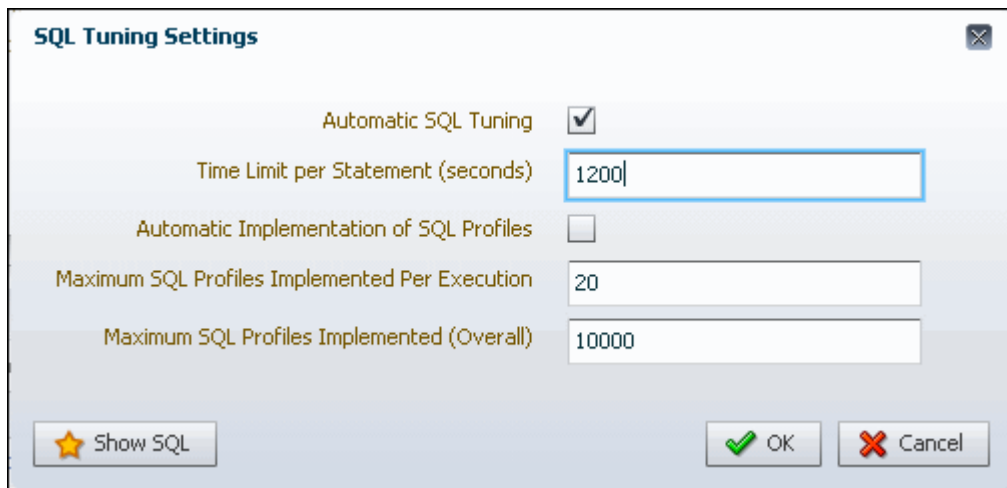 SQL Tuning Settings
Automatic SQL Tuning
Time Limit per Statement (seconds) 1200
Automatic Implementation of SQL Profiles
Maximum SQL Profiles Implemented Per Execution 20
Maximum SQL Profiles Implemented (Overall) 10000
Show SQL OK Cancel